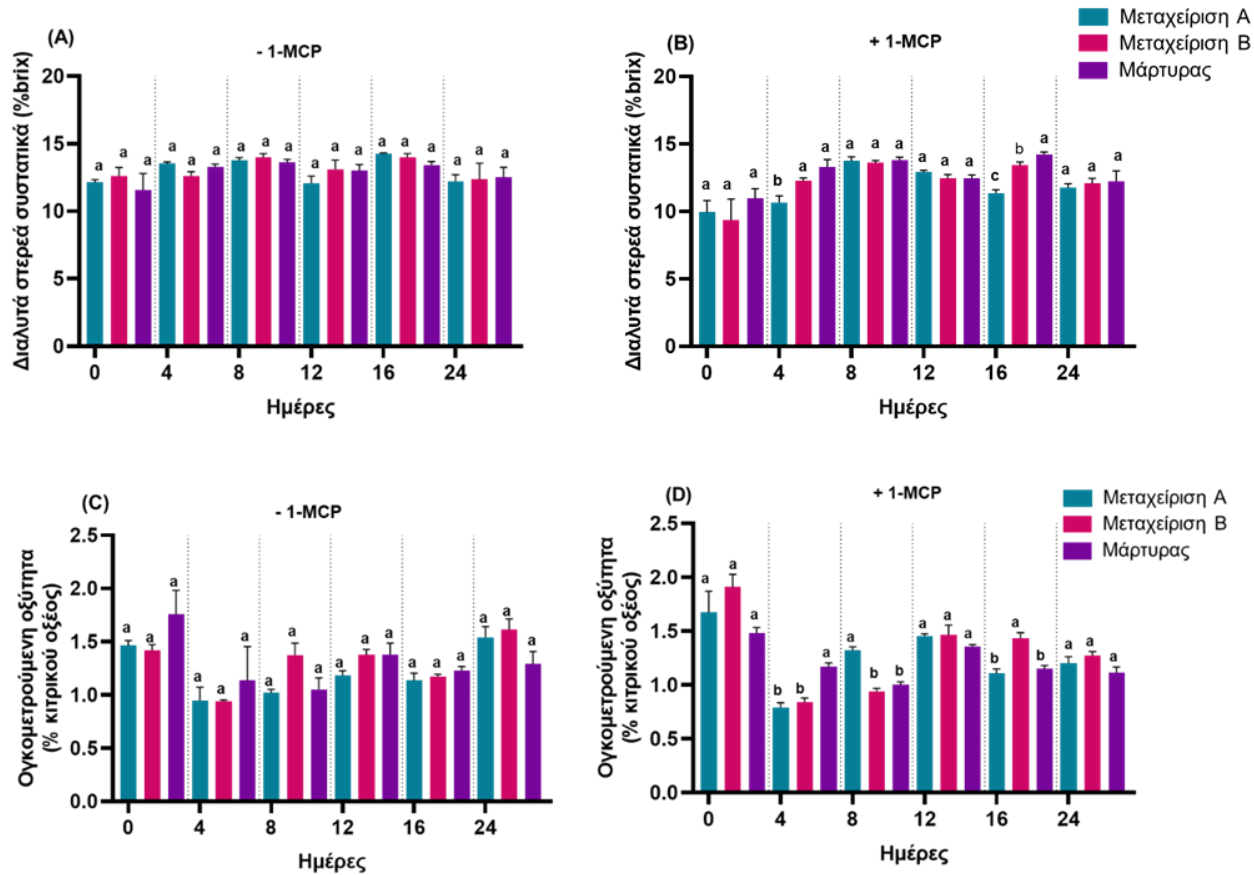 (A)
- 1-MCP
Διαλυτά στερεά συστατικά (%brix)
20
15
10
5
0
a a a a a a a a a a a a a a a a a a
0 4 8 12 16 24
Ημέρες
(B)
+ 1-MCP
Μεταχείριση Α
Μεταχείριση Β
Μάρτυρας
Διαλυτά στερεά συστατικά (%brix)
20
15
10
5
0
a a a b a a a a a a a a c b a a a a
0 4 8 12 16 24
Ημέρες
(C)
- 1-MCP
Ογκομετρούμενη οξύτητα
(% κιτρικού οξέος)
2.5
2.0
1.5
1.0
0.5
0.0
a a a a a a a a a a a a a a a a a a
0 4 8 12 16 24
Ημέρες
(D)
+ 1-MCP
Μεταχείριση Α
Μεταχείριση Β
Μάρτυρας
Ογκομετρούμενη οξύτητα
(% κιτρικού οξέος)
2.5
2.0
1.5
1.0
0.5
0.0
a a a b b a a b b a a a b a b a a a
0 4 8 12 16 24
Ημέρες